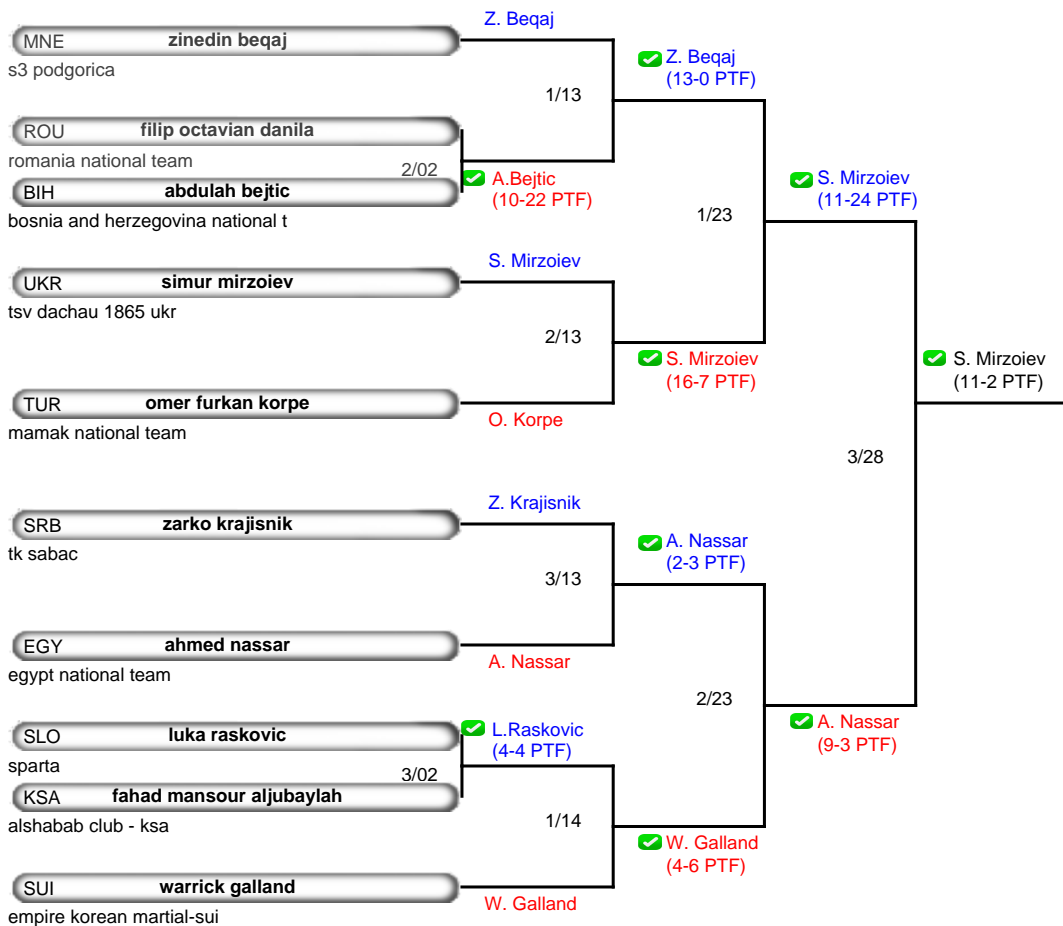 Z. Beqaj
MNE zinedin beqaj
s3 podgorica
Z. Beqaj
(13-0 PTF)
1/13
ROU filip octavian danila
romania national team
2/02
BIH abdulah bejtic
bosnia and herzegovina national t
A.Bejtic
(10-22 PTF)
S. Mirzoiev
(11-24 PTF)
1/23
S. Mirzoiev
UKR simur mirzoiev
tsv dachau 1865 ukr
2/13
S. Mirzoiev
(16-7 PTF)
S. Mirzoiev
(11-2 PTF)
TUR omer furkan korpe
mamak national team
O. Korpe
3/28
Z. Krajisnik
SRB zarko krajisnik
tk sabac
A. Nassar
(2-3 PTF)
3/13
EGY ahmed nassar
egypt national team
A. Nassar
2/23
SLO luka raskovic
sparta
L.Raskovic
(4-4 PTF)
A. Nassar
(9-3 PTF)
3/02
KSA fahad mansour aljubaylah
alshabab club - ksa
1/14
W. Galland
(4-6 PTF)
SUI warrick galland
empire korean martial-sui
W. Galland